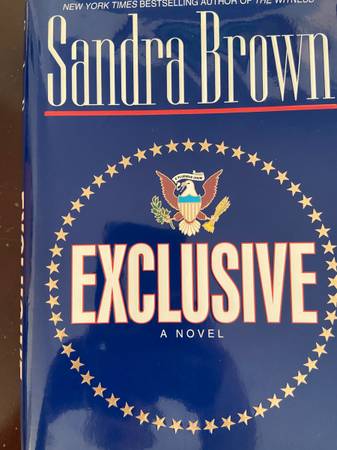 NEW YORK TIMES BESTSELLING AUTHOR OF THE WITNESS
Sandra Brown
EXCLUSIVE
A NOVEL